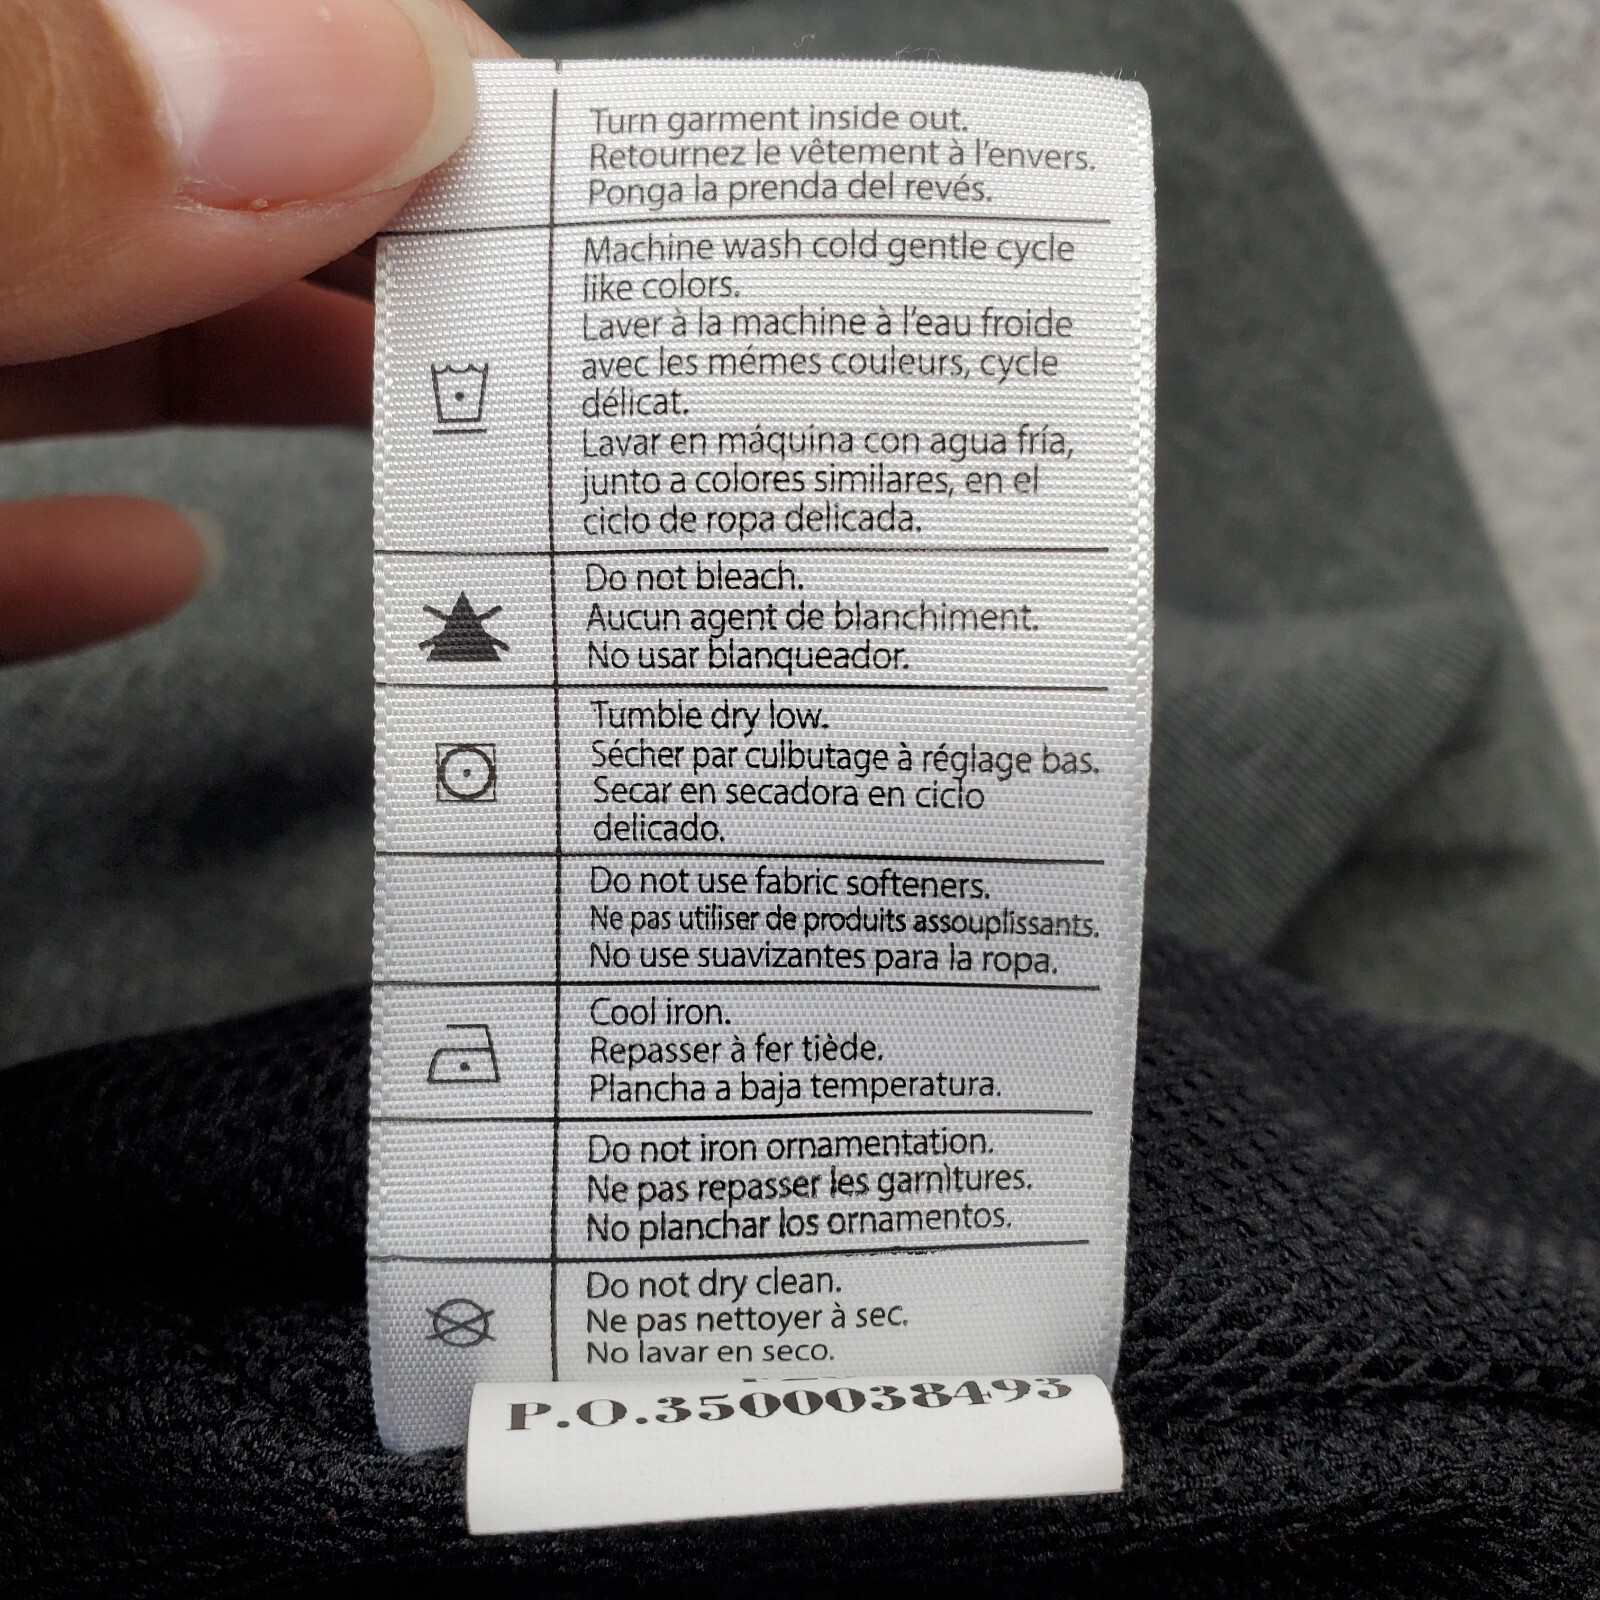 Turn garment inside out.
Retournez le vêtement à l'envers.
Ponga la prenda del revés.
Machine wash cold gentle cycle
like colors.
Laver à la machine à l'eau froide
avec les mémes couleurs, cycle
délicat.
Lavar en máquina con agua fría,
junto a colores similares, en el
ciclo de ropa delicada.
Do not bleach.
Aucun agent de blanchiment.
No usar blanqueador.
Tumble dry low.
Sécher par culbutage à réglage bas.
Secar en secadora en ciclo
delicado.
Do not use fabric softeners.
Ne pas utiliser de produits assouplissants.
No use suavizantes para la ropa.
Cool iron.
Repasser à fer tiède.
Plancha a baja temperatura.
Do not iron ornamentation.
Ne pas repasser les garnitures.
No planchar los ornamentos.
Do not dry clean.
Ne pas nettoyer à sec.
No lavar en seco.
P.O.3500038493